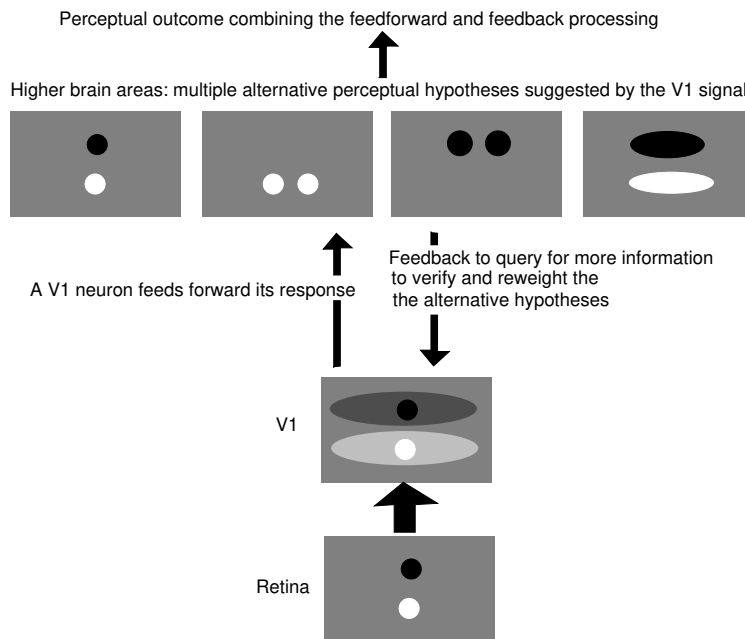 Perceptual outcome combining the feedforward and feedback processing
Higher brain areas: multiple alternative perceptual hypotheses suggested by the V1 signal
Feedback to query for more information
to verify and reweight the
the alternative hypotheses
A V1 neuron feeds forward its response
V1
Retina